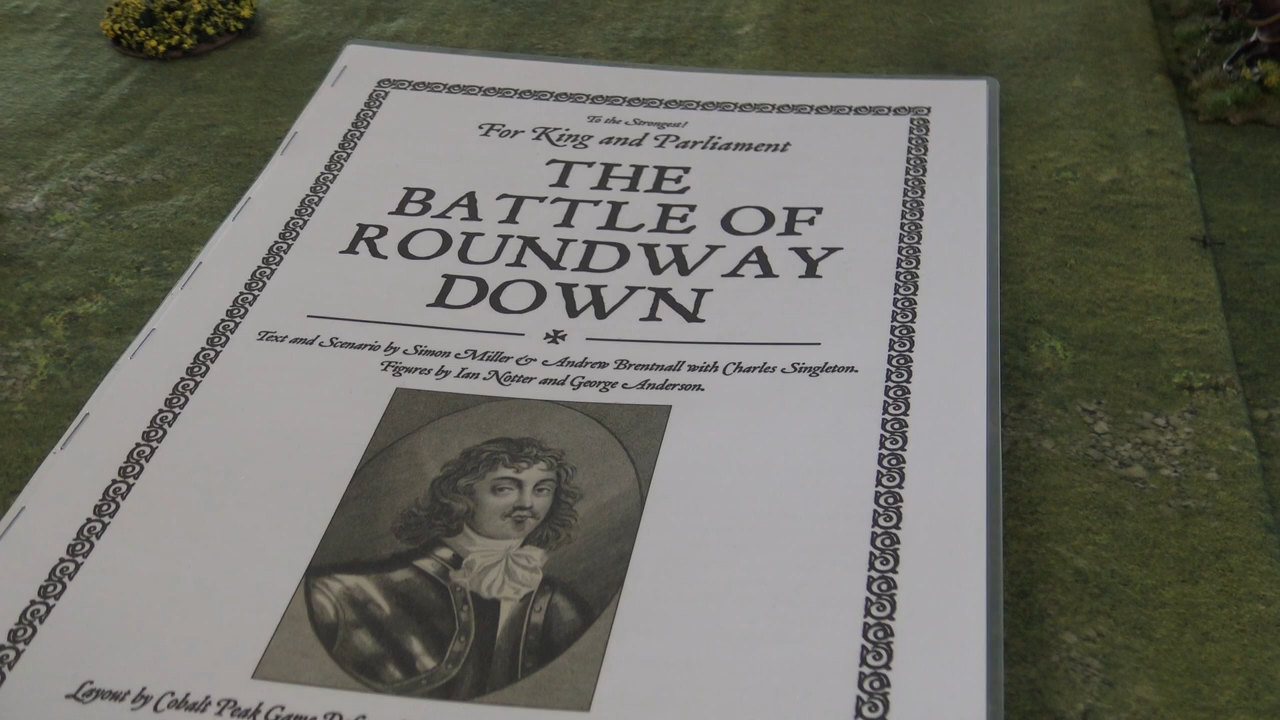 To the Strongest!
For King and Parliament
THE
BATTLE OF
ROUNDWAY
DOWN
Text and Scenario by Simon Miller & Andrew Brentnall with Charles Singleton.
Figures by Ian Notter and George Anderson.
Layout by Cobalt Peak Game